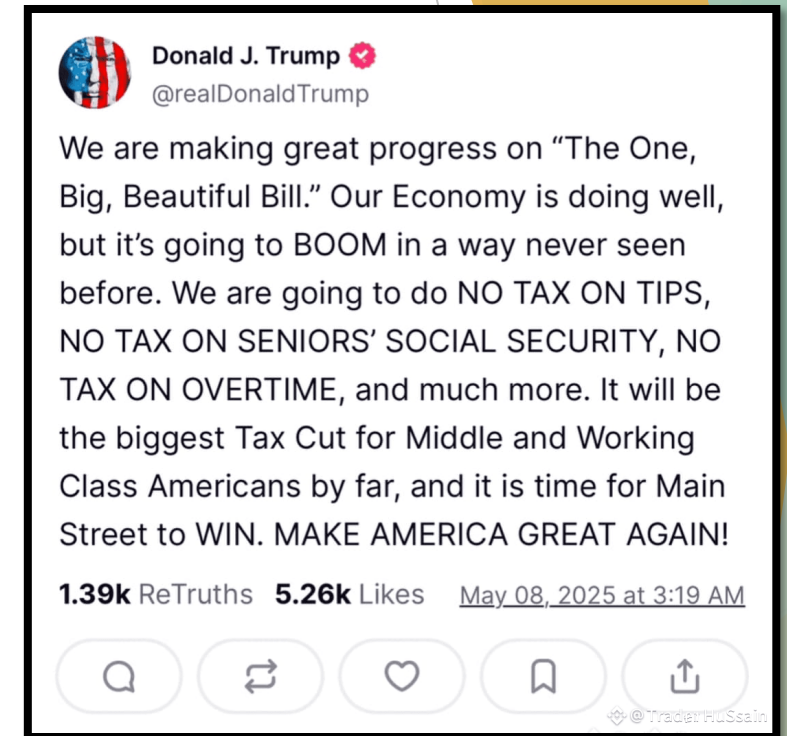 Donald J. Trump
@realDonaldTrump
We are making great progress on “The One,
Big, Beautiful Bill.” Our Economy is doing well,
but it’s going to BOOM in a way never seen
before. We are going to do NO TAX ON TIPS,
NO TAX ON SENIORS’ SOCIAL SECURITY, NO
TAX ON OVERTIME, and much more. It will be
the biggest Tax Cut for Middle and Working
Class Americans by far, and it is time for Main
Street to WIN. MAKE AMERICA GREAT AGAIN!
1.39k ReTruths 5.26k Likes May 08, 2025 at 3:19 AM
@TraderHuSsain